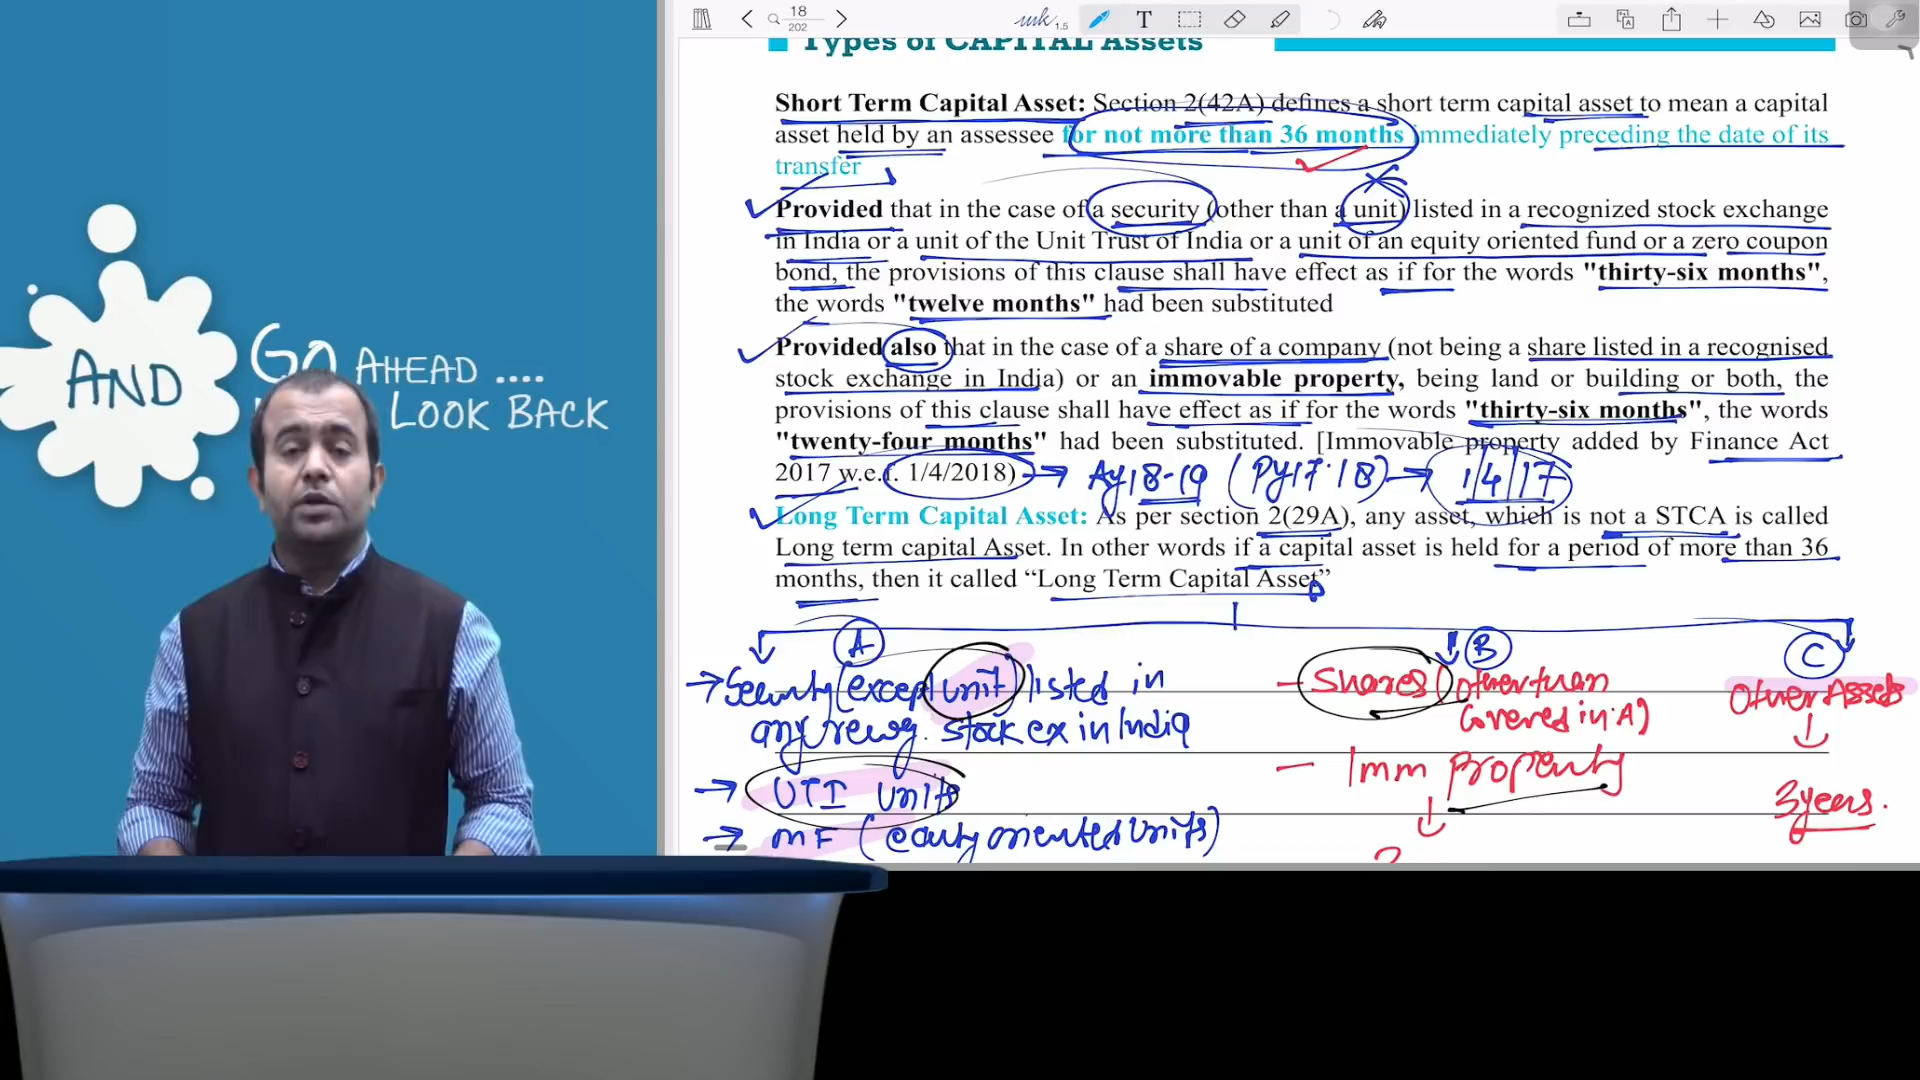 18
202
1.5
T
Types of CAPITAL Assets
Short Term Capital Asset: Section 2(42A) defines a short term capital asset to mean a capital
asset held by an assessee for not more than 36 months immediately preceding the date of its
transfer
Provided that in the case of a security (other than a unit) listed in a recognized stock exchange
in India or a unit of the Unit Trust of India or a unit of an equity oriented fund or a zero coupon
bond, the provisions of this clause shall have effect as if for the words "thirty-six months",
the words "twelve months" had been substituted
Provided also that in the case of a share of a company (not being a share listed in a recognised
stock exchange in India) or an immovable property, being land or building or both, the
provisions of this clause shall have effect as if for the words "thirty-six months", the words
"twenty-four months" had been substituted. [Immovable property added by Finance Act
2017 w.e.f. 1/4/2018) → Ay 18-19 (Py 17-18) → 1/4/17
Long Term Capital Asset: As per section 2(29A), any asset, which is not a STCA is called
Long term capital Asset. In other words if a capital asset is held for a period of more than 36
months, then it called “Long Term Capital Asset”
A
B
C
→ Security (except unit) listed in
any recog. stock ex in India
→ UTI units
→ MF (equity oriented units)
- Shares (other than
covered in A)
- Imm property
2
Other Assets
3 years.
AND
GO AHEAD ....
LOOK BACK